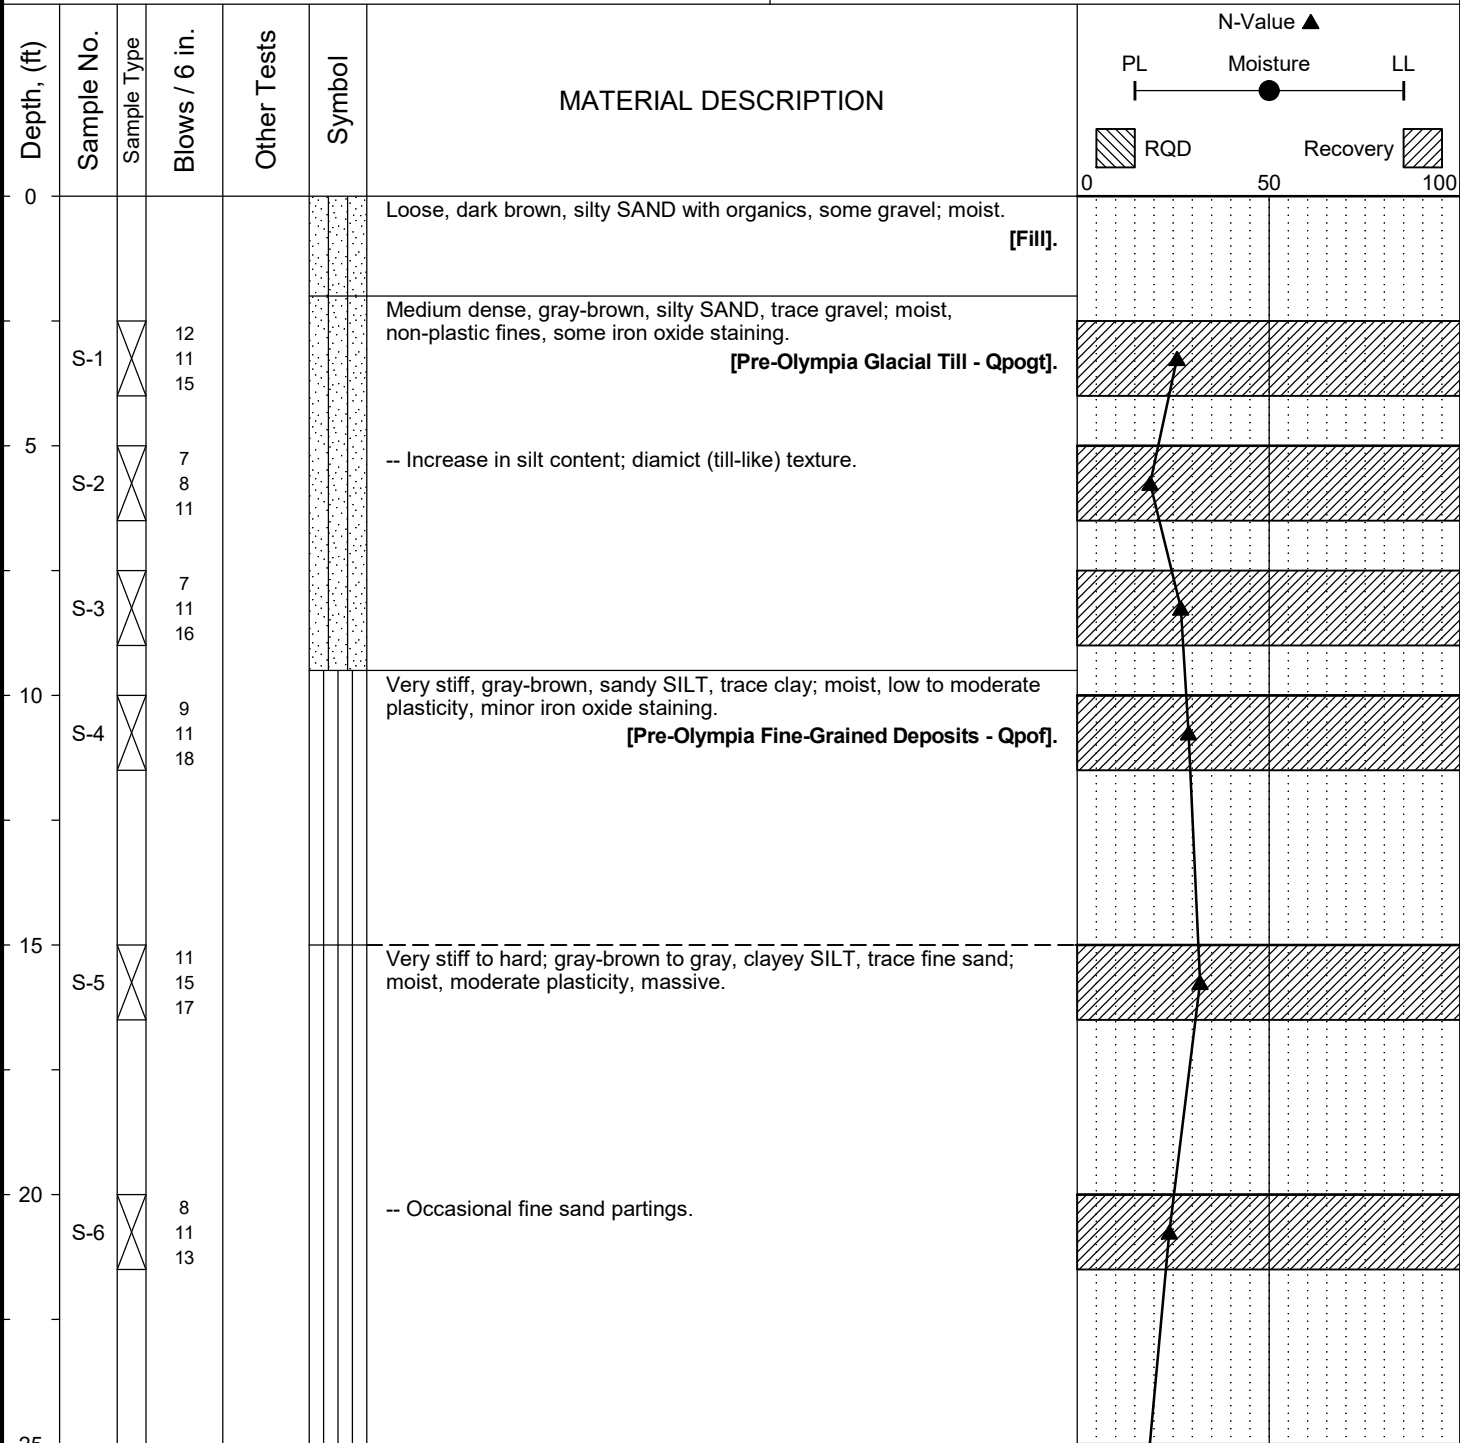 Depth, (ft)
Sample No.
Sample Type
Blows / 6 in.
Other Tests
Symbol
MATERIAL DESCRIPTION
N-Value
PL Moisture LL
RQD Recovery
0 50 100
0
Loose, dark brown, silty SAND with organics, some gravel; moist.
[Fill].
Medium dense, gray-brown, silty SAND, trace gravel; moist,
non-plastic fines, some iron oxide staining.
[Pre-Olympia Glacial Till - Qpogt].
S-1
12
11
15
5
-- Increase in silt content; diamict (till-like) texture.
S-2
7
8
11
S-3
7
11
16
Very stiff, gray-brown, sandy SILT, trace clay; moist, low to moderate
plasticity, minor iron oxide staining.
[Pre-Olympia Fine-Grained Deposits - Qpof].
10
S-4
9
11
18
15
Very stiff to hard; gray-brown to gray, clayey SILT, trace fine sand;
moist, moderate plasticity, massive.
S-5
11
15
17
20
-- Occasional fine sand partings.
S-6
8
11
13
25